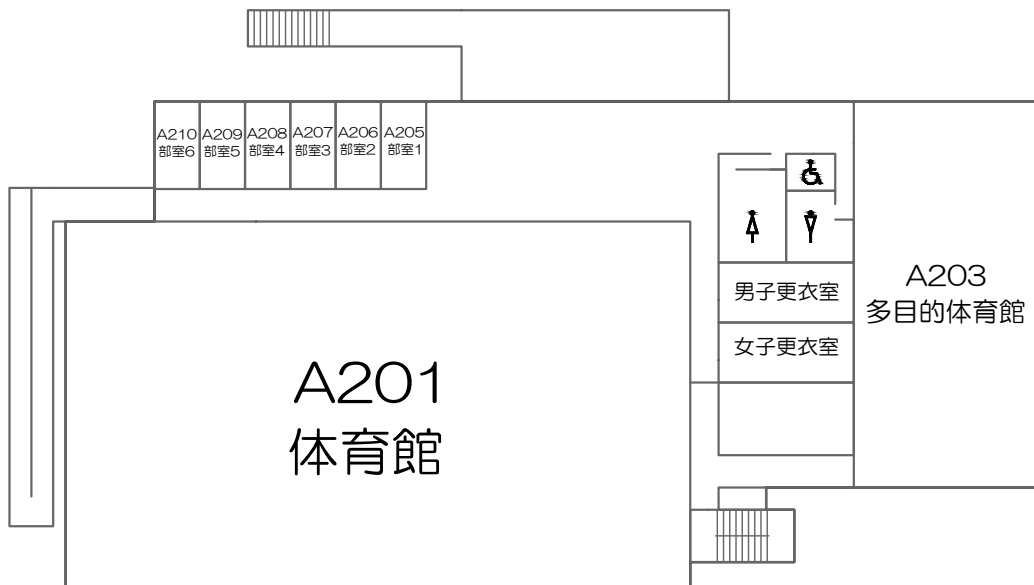 A210
部室6
A209
部室5
A208
部室4
A207
部室3
A206
部室2
A205
部室1
男子更衣室
女子更衣室
A203
多目的体育館
A201
体育館